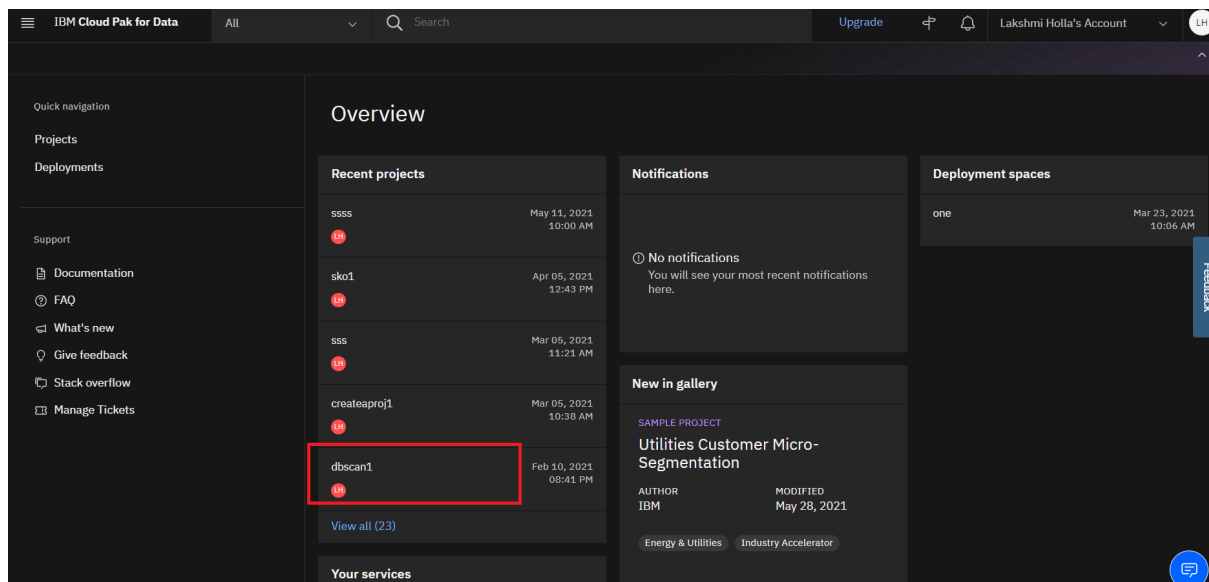 IBM Cloud Pak for Data
All
Search
Upgrade
Lakshmi Holla's Account
LH
Quick navigation
Projects
Deployments
Support
Documentation
FAQ
What's new
Give feedback
Stack overflow
Manage Tickets
Overview
Recent projects
ssss
May 11, 2021
10:00 AM
LH
sko1
Apr 05, 2021
12:43 PM
LH
sss
Mar 05, 2021
11:21 AM
LH
createaproj1
Mar 05, 2021
10:38 AM
LH
dbscan1
Feb 10, 2021
08:41 PM
LH
View all (23)
Your services
Notifications
No notifications
You will see your most recent notifications
here.
New in gallery
SAMPLE PROJECT
Utilities Customer Micro-
Segmentation
AUTHOR
IBM
MODIFIED
May 28, 2021
Energy & Utilities
Industry Accelerator
Deployment spaces
one
Mar 23, 2021
10:06 AM
Feedback